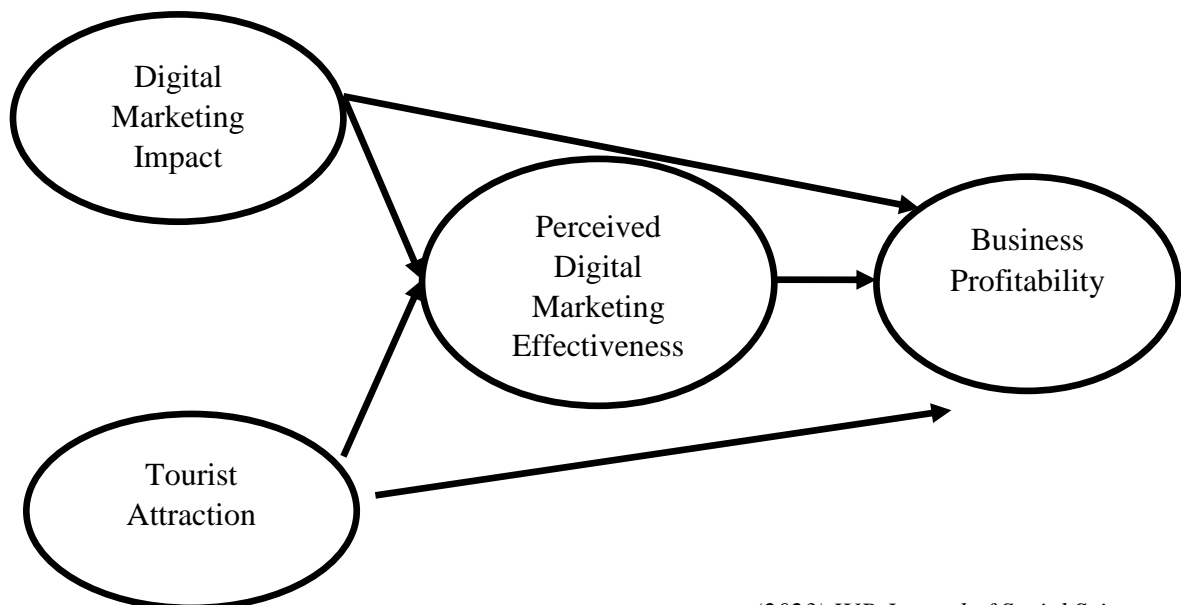 Digital
Marketing
Impact
Perceived
Digital
Marketing
Effectiveness
Business
Profitability
Tourist
Attraction